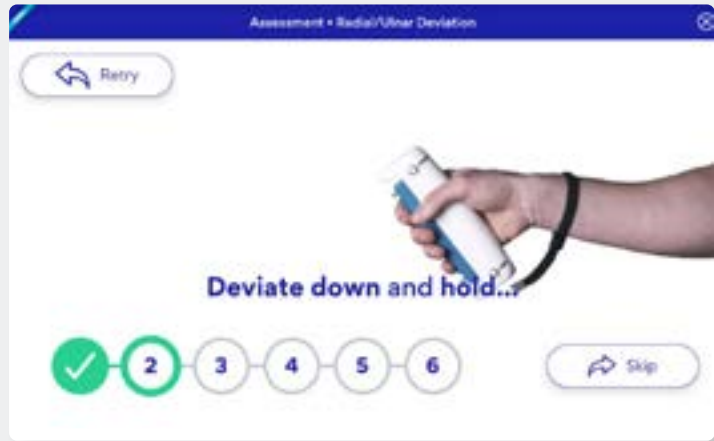 Assessment • Radial/Ulnar Deviation
Retry
Deviate down and hold...
2 3 4 5 6
Skip